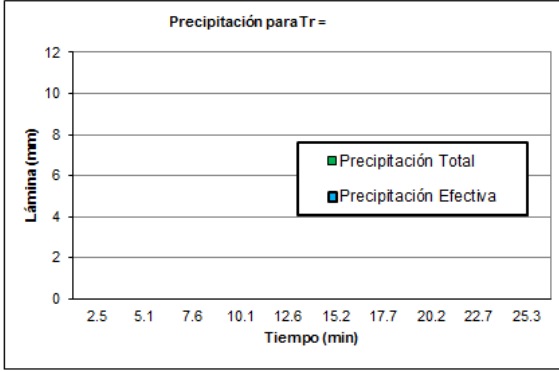 Precipitación para Tr =
12
10
8
6
4
2
0
Lámina (mm)
Precipitación Total
Precipitación Efectiva
2.5 5.1 7.6 10.1 12.6 15.2 17.7 20.2 22.7 25.3
Tiempo (min)